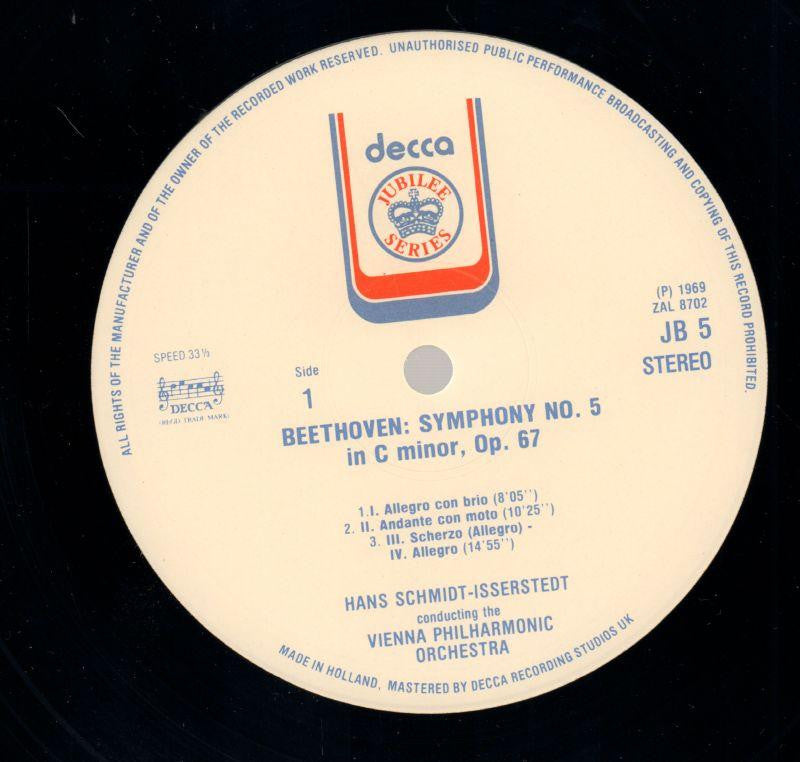 ALL RIGHTS OF THE MANUFACTURER AND OF THE OWNER OF THE RECORDED WORK RESERVED. UNAUTHORISED PUBLIC PERFORMANCE BROADCASTING AND COPYING OF THIS RECORD PROHIBITED.
decca
JUBILEE
SERIES
(P) 1969
ZAL 8702
JB 5
STEREO
SPEED 33⅓
DECCA
(REGD. TRADE MARK)
Side
1
BEETHOVEN: SYMPHONY NO. 5
in C minor, Op. 67
1. I. Allegro con brio (8'05'')
2. II. Andante con moto (10'25'')
3. III. Scherzo (Allegro) -
IV. Allegro (14'55'')
HANS SCHMIDT-ISSERSTEDT
conducting the
VIENNA PHILHARMONIC
ORCHESTRA
MADE IN HOLLAND, MASTERED BY DECCA RECORDING STUDIOS UK